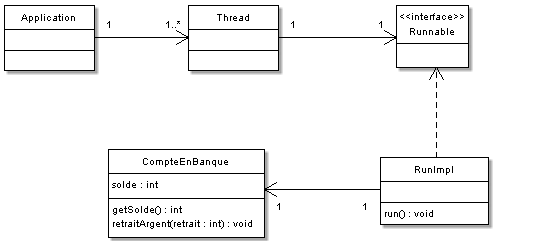 Application
1
1..*
Thread
1
1
<<interface>>
Runnable
CompteEnBanque
solde : int
getSolde() : int
retraitArgent(retrait : int) : void
1
1
RunImpl
run() : void